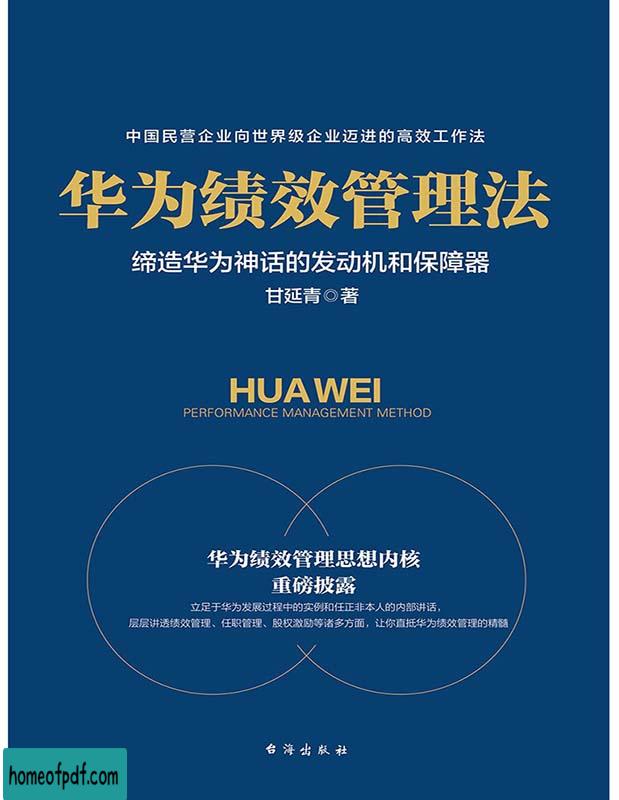 中国民营企业向世界级企业迈进的高效工作法
华为绩效管理法
缔造华为神话的发动机和保障器
甘延青◎著
HUA WEI
PERFORMANCE MANAGEMENT METHOD
华为绩效管理思想内核
重磅披露
立足于华为发展过程中的实例和任正非本人的内部讲话，
层层讲透绩效管理、任职管理、股权激励等诸多方面，让你直抵华为绩效管理的精髓
台海出版社
homeofpdf.com